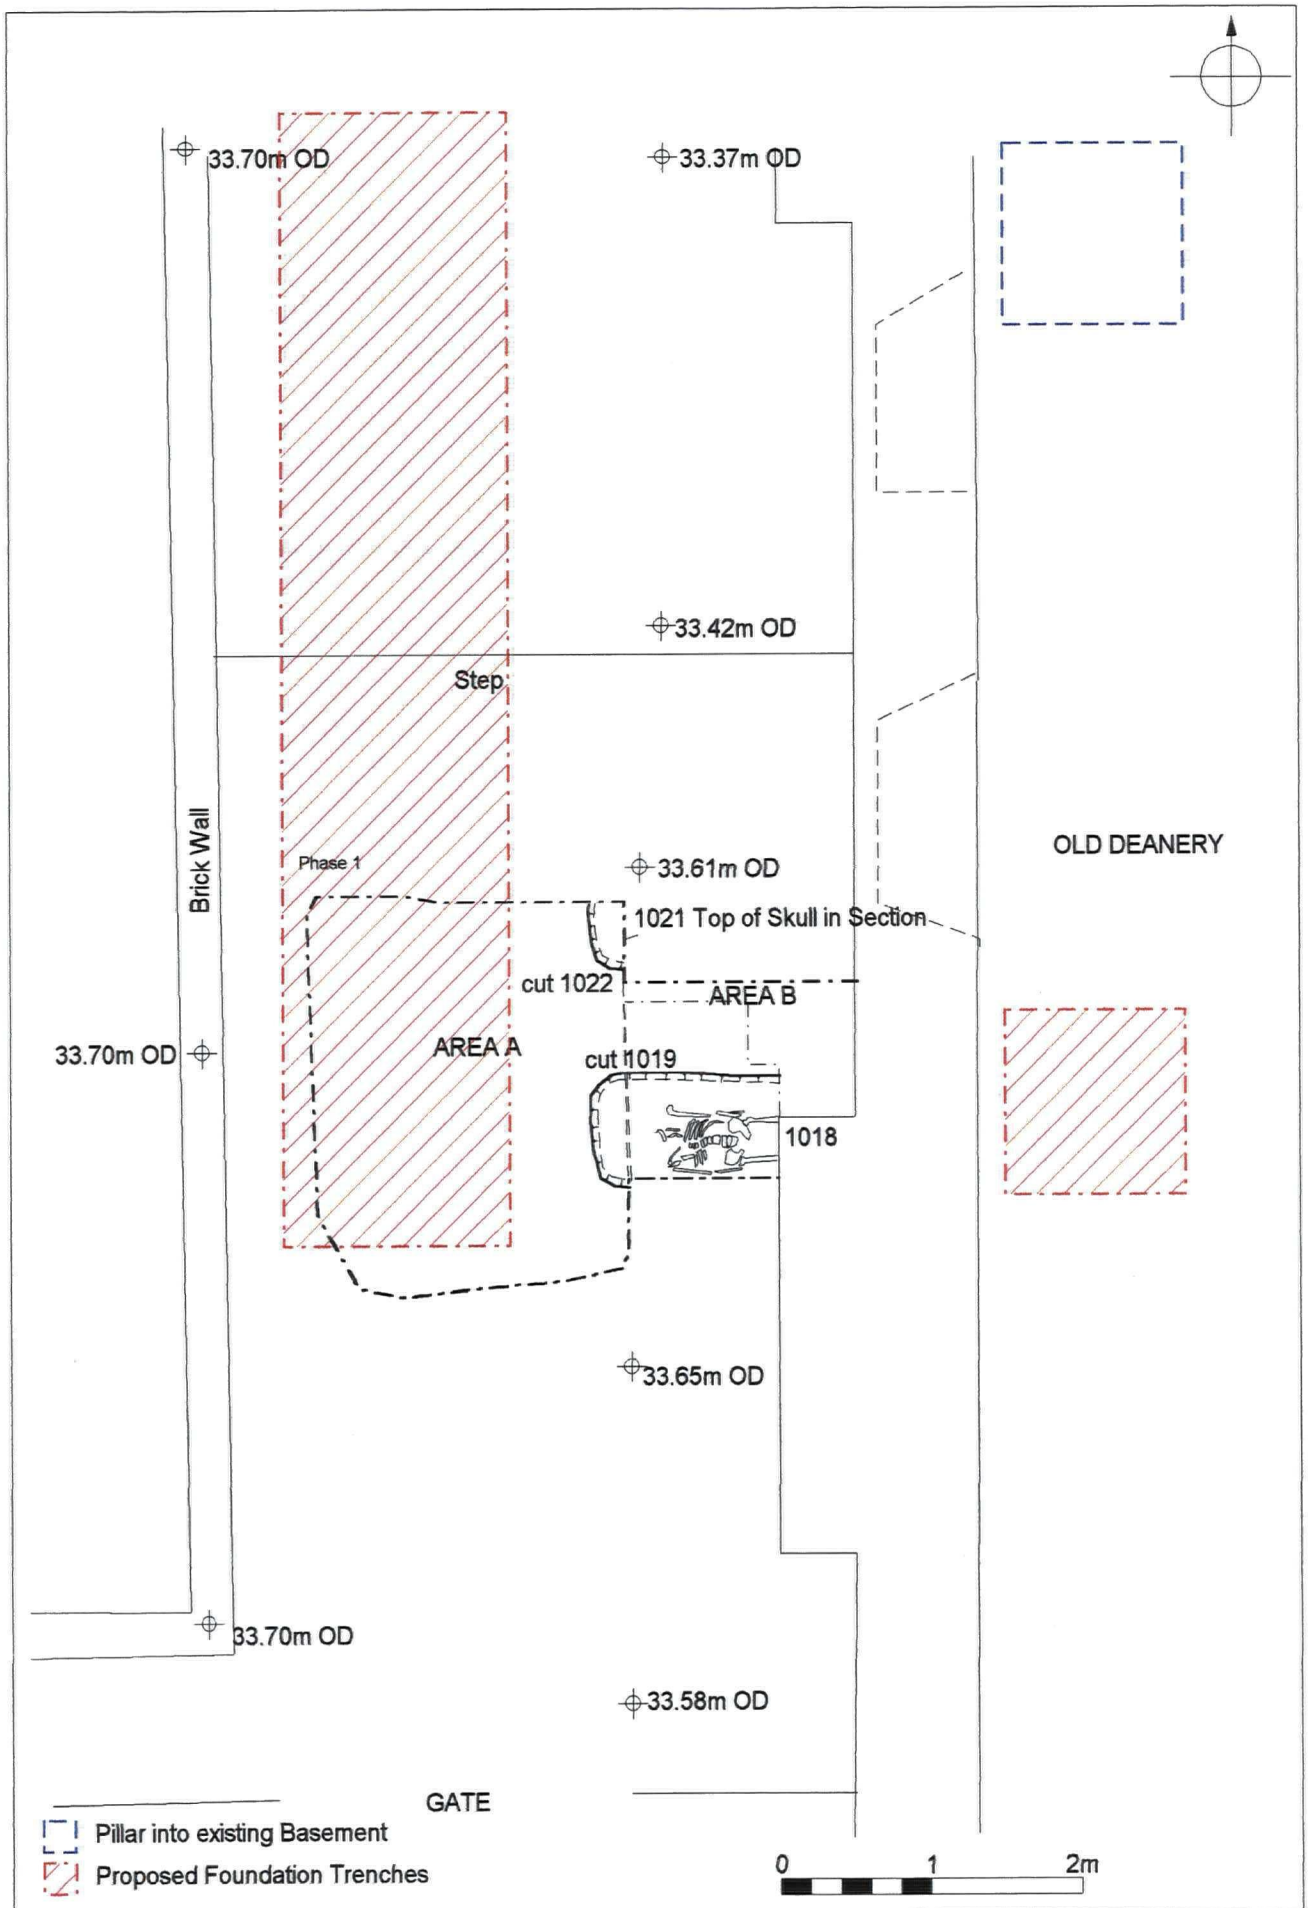 33.70m OD
33.37m OD
33.42m OD
Step
Brick Wall
OLD DEANERY
Phase 1
33.61m OD
1021 Top of Skull in Section
cut 1022
AREA B
33.70m OD
AREA A
cut 1019
1018
33.65m OD
33.70m OD
33.58m OD
GATE
Pillar into existing Basement
Proposed Foundation Trenches
0 1 2m